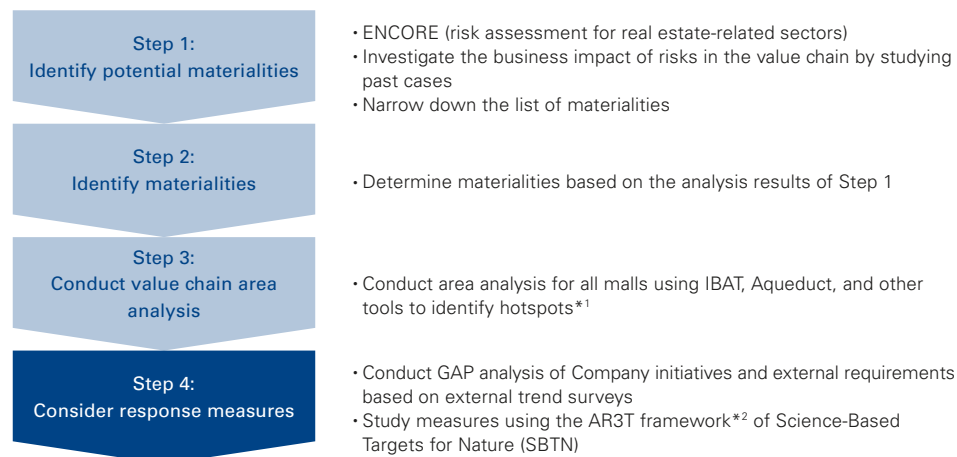 Step 1:
Identify potential materialities
・ENCORE (risk assessment for real estate-related sectors)
・Investigate the business impact of risks in the value chain by studying
past cases
・Narrow down the list of materialities
Step 2:
Identify materialities
・Determine materialities based on the analysis results of Step 1
Step 3:
Conduct value chain area
analysis
・Conduct area analysis for all malls using IBAT, Aqueduct, and other
tools to identify hotspots*1
Step 4:
Consider response measures
・Conduct GAP analysis of Company initiatives and external requirements
based on external trend surveys
・Study measures using the AR3T framework*2 of Science-Based
Targets for Nature (SBTN)